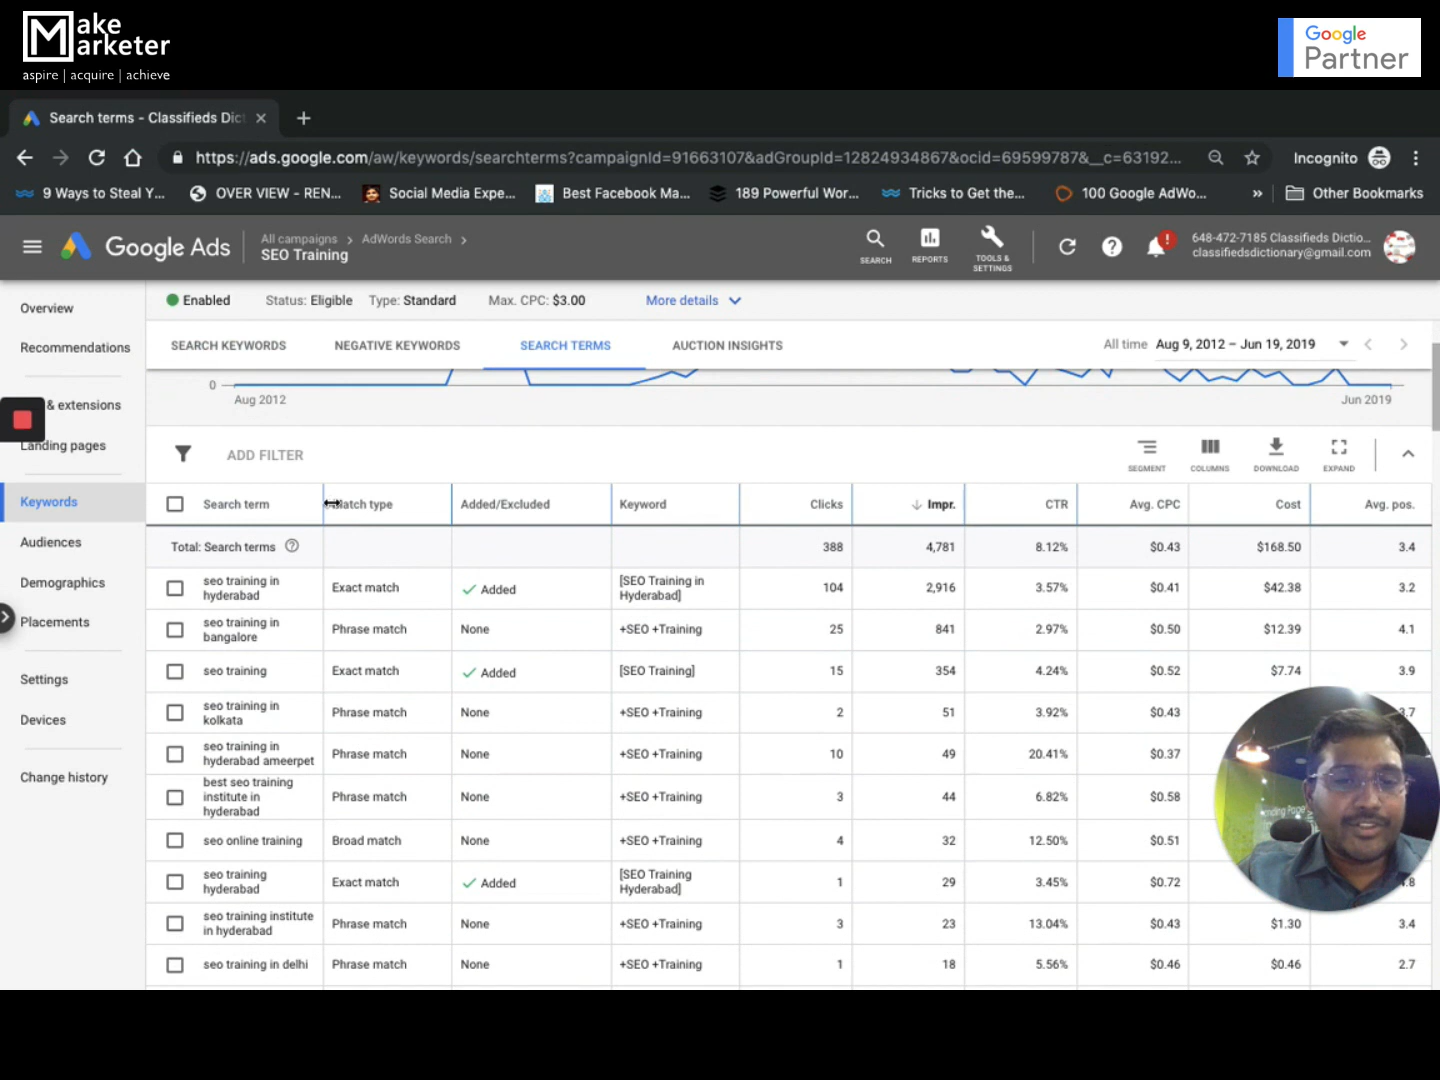 Make
Marketer
aspire | acquire | achieve
Google
Partner
Search terms - Classifieds Dict
https://ads.google.com/aw/keywords/searchterms?campaignId=91663107&adGroupId=12824934867&ocid=69599787&__c=63192...
Incognito
9 Ways to Steal Y...
OVER VIEW - REN...
Social Media Expe...
Best Facebook Ma...
189 Powerful Wor...
Tricks to Get the...
100 Google AdWo...
»
Other Bookmarks
Google Ads
All campaigns > AdWords Search >
SEO Training
SEARCH
REPORTS
TOOLS &
SETTINGS
648-472-7185 Classifieds Dictio...
classifiedsdictionary@gmail.com
Enabled Status: Eligible Type: Standard Max. CPC: $3.00 More details
SEARCH KEYWORDS NEGATIVE KEYWORDS SEARCH TERMS AUCTION INSIGHTS
All time Aug 9, 2012 – Jun 19, 2019
Overview
Recommendations
& extensions
Landing pages
Keywords
Audiences
Demographics
Placements
Settings
Devices
Change history
0
Aug 2012
Jun 2019
ADD FILTER
SEGMENT COLUMNS DOWNLOAD EXPAND
Search term Match type Added/Excluded Keyword Clicks Impr. CTR Avg. CPC Cost Avg. pos.
Total: Search terms 388 4,781 8.12% $0.43 $168.50 3.4
seo training in
hyderabad Exact match Added [SEO Training in
Hyderabad] 104 2,916 3.57% $0.41 $42.38 3.2
seo training in
bangalore Phrase match None +SEO +Training 25 841 2.97% $0.50 $12.39 4.1
seo training Exact match Added [SEO Training] 15 354 4.24% $0.52 $7.74 3.9
seo training in
kolkata Phrase match None +SEO +Training 2 51 3.92% $0.43 .7
seo training in
hyderabad ameerpet Phrase match None +SEO +Training 10 49 20.41% $0.37
best seo training
institute in
hyderabad Phrase match None +SEO +Training 3 44 6.82% $0.58
seo online training Broad match None +SEO +Training 4 32 12.50% $0.51
seo training
hyderabad Exact match Added [SEO Training
Hyderabad] 1 29 3.45% $0.72 .8
seo training institute
in hyderabad Phrase match None +SEO +Training 3 23 13.04% $0.43 $1.30 3.4
seo training in delhi Phrase match None +SEO +Training 1 18 5.56% $0.46 $0.46 2.7